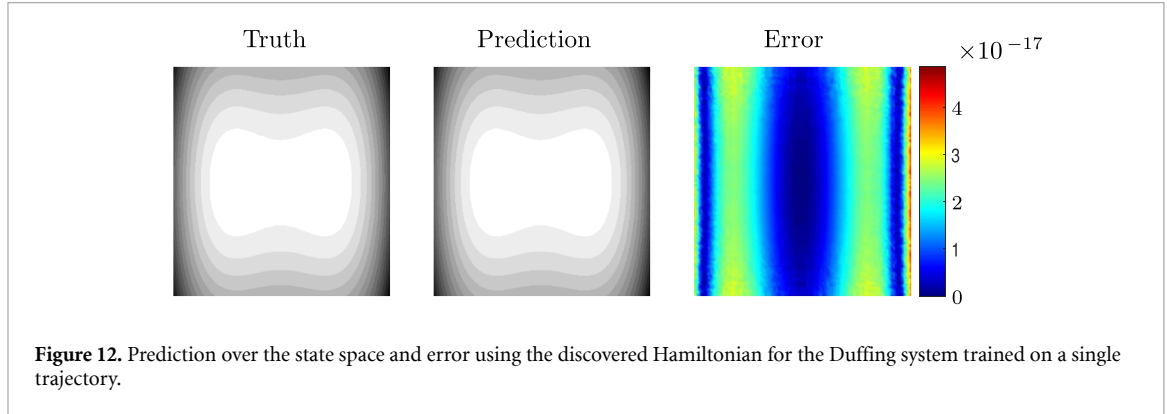 Truth
Prediction
Error
×10⁻¹⁷
4
3
2
1
0
Figure 12. Prediction over the state space and error using the discovered Hamiltonian for the Duffing system trained on a single
trajectory.